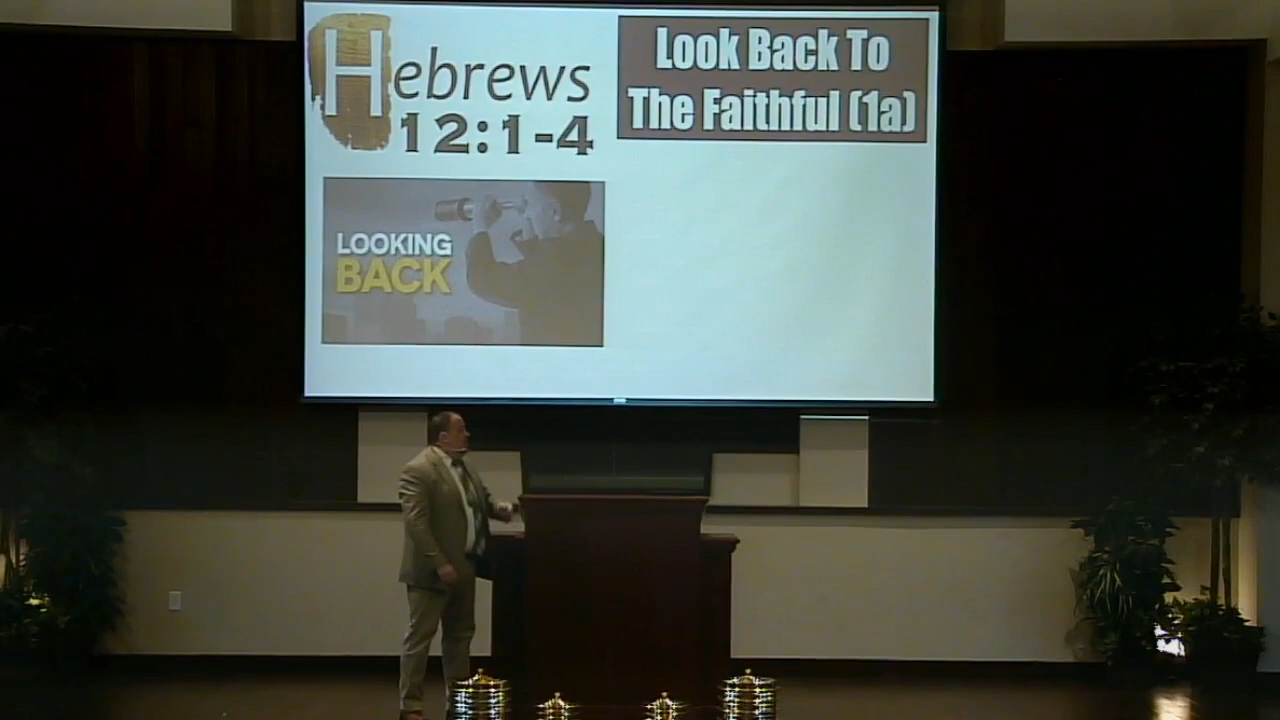 Hebrews
12:1-4
Look Back To
The Faithful (1a)
LOOKING
BACK